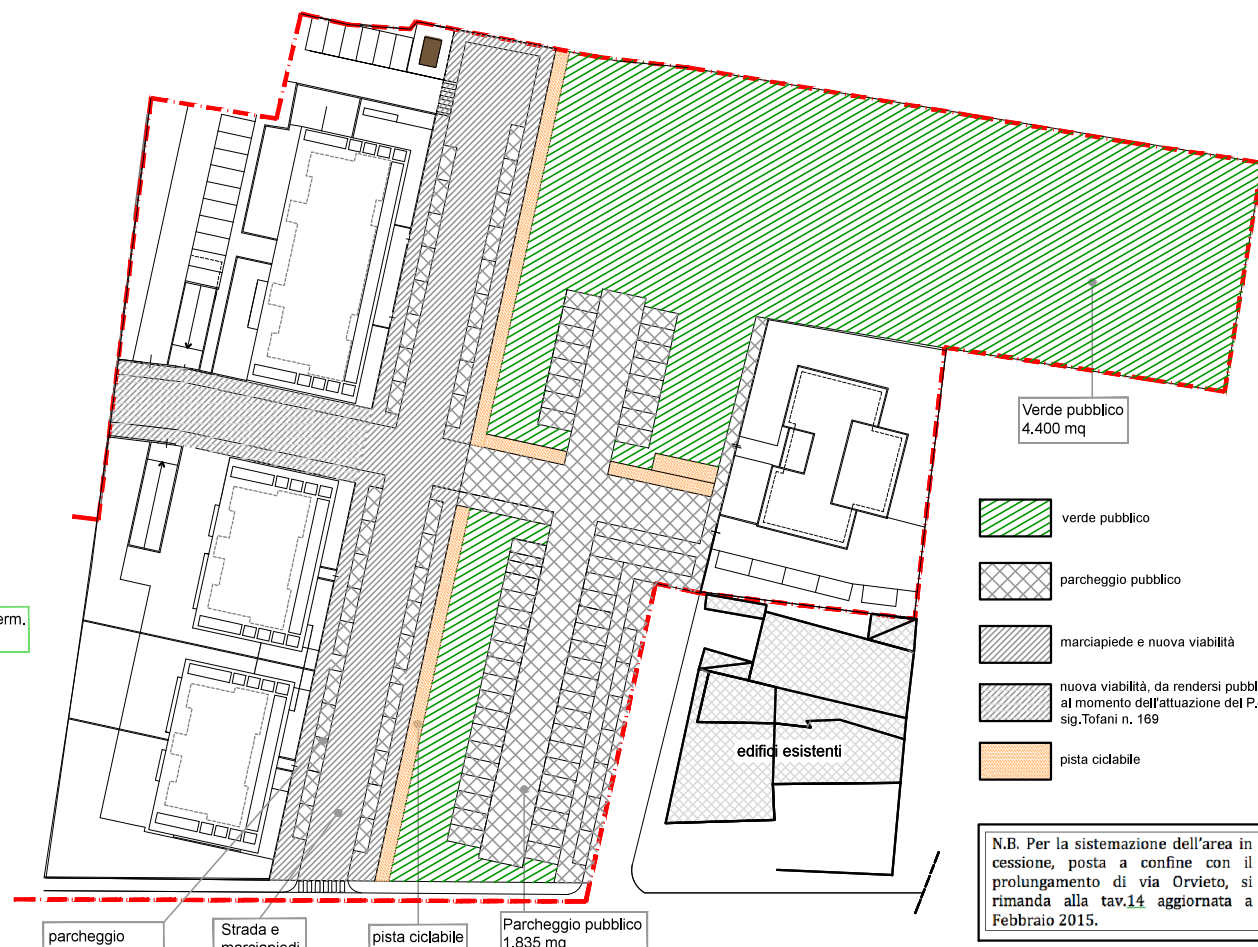 Verde pubblico
4.400 mq
verde pubblico
parcheggio pubblico
marciapiede e nuova viabilità
nuova viabilità, da rendersi pubbl
al momento dell'attuazione del P.
sig.Tofani n. 169
pista ciclabile
erm.
edifici esistenti
N.B. Per la sistemazione dell'area in
cessione, posta a confine con il
prolungamento di via Orvieto, si
rimanda alla tav.14 aggiornata a
Febbraio 2015.
parcheggio
Strada e
marciapiedi
pista ciclabile
Parcheggio pubblico
1.835 mq